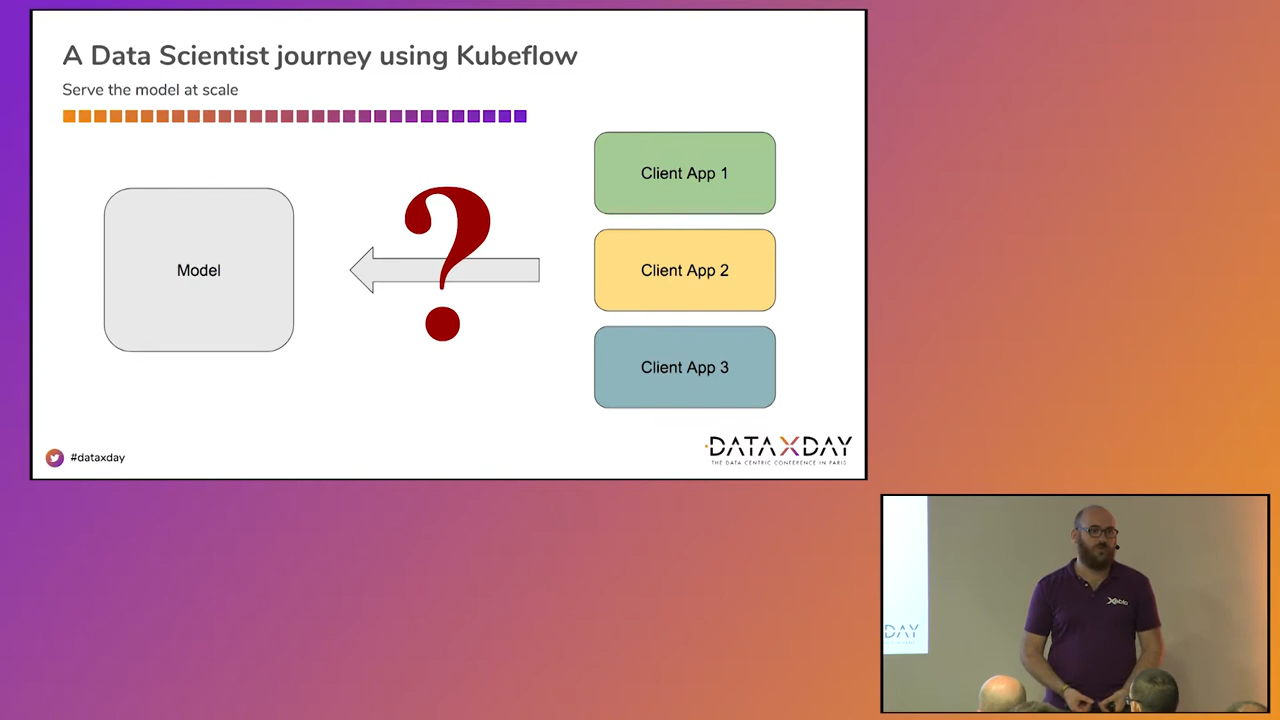 A Data Scientist journey using Kubeflow
Serve the model at scale
Client App 1
?
Model
Client App 2
Client App 3
#dataxday
DATAXDAY
THE DATA CENTRIC CONFERENCE IN PARIS
Xebia
DAY